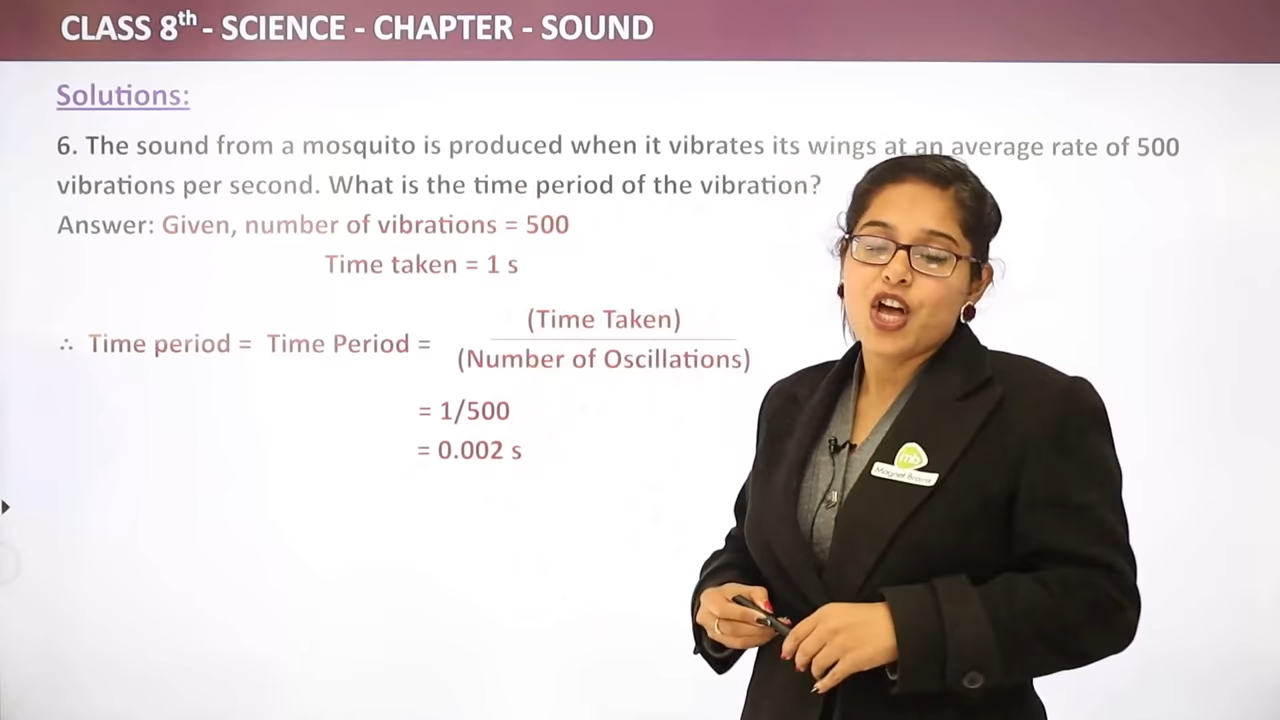 CLASS 8th - SCIENCE - CHAPTER - SOUND
Solutions:
6. The sound from a mosquito is produced when it vibrates its wings at an average rate of 500
vibrations per second. What is the time period of the vibration?
Answer: Given, number of vibrations = 500
Time taken = 1 s
∴ Time period = Time Period = (Time Taken)
(Number of Oscillations)
= 1/500
= 0.002 s
mb
Magnet Brains